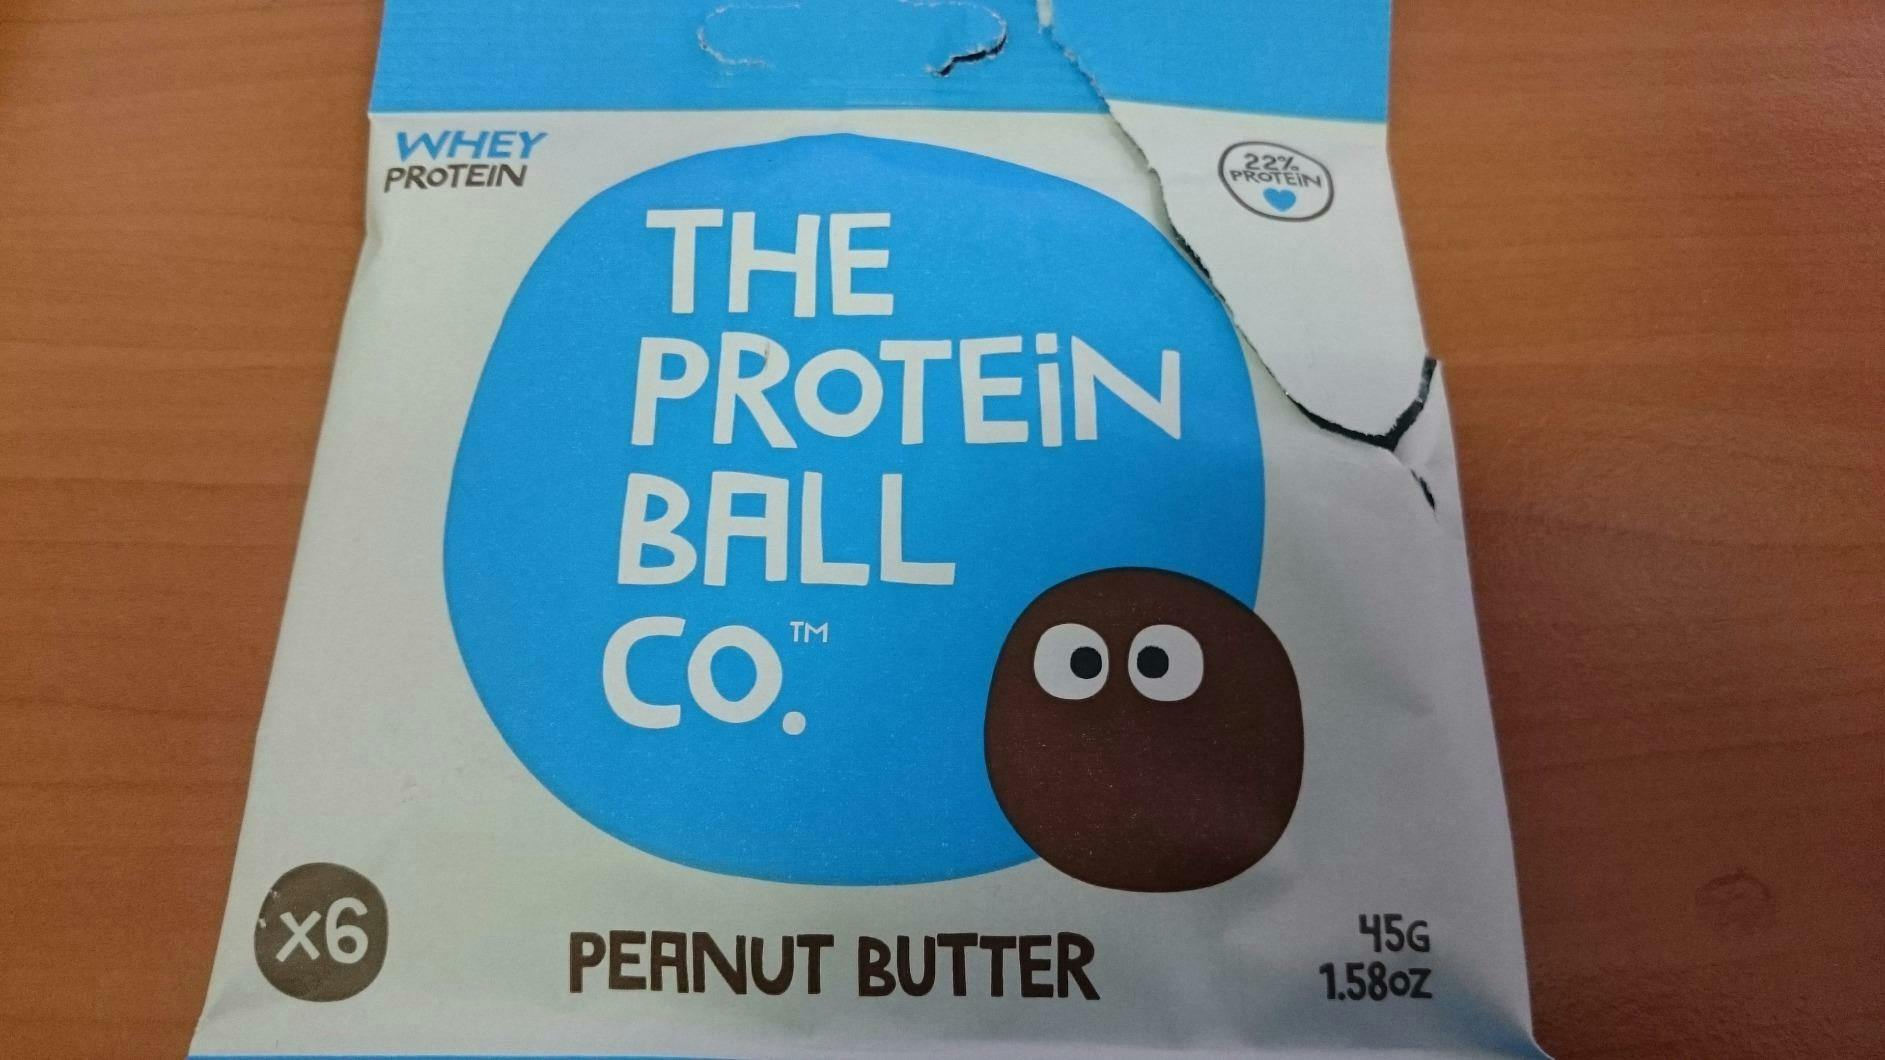 WHEY
PROTEIN
22%
PROTEIN
THE
PROTEIN
BALL
CO.™
x6
PEANUT BUTTER
45G
1.58OZ